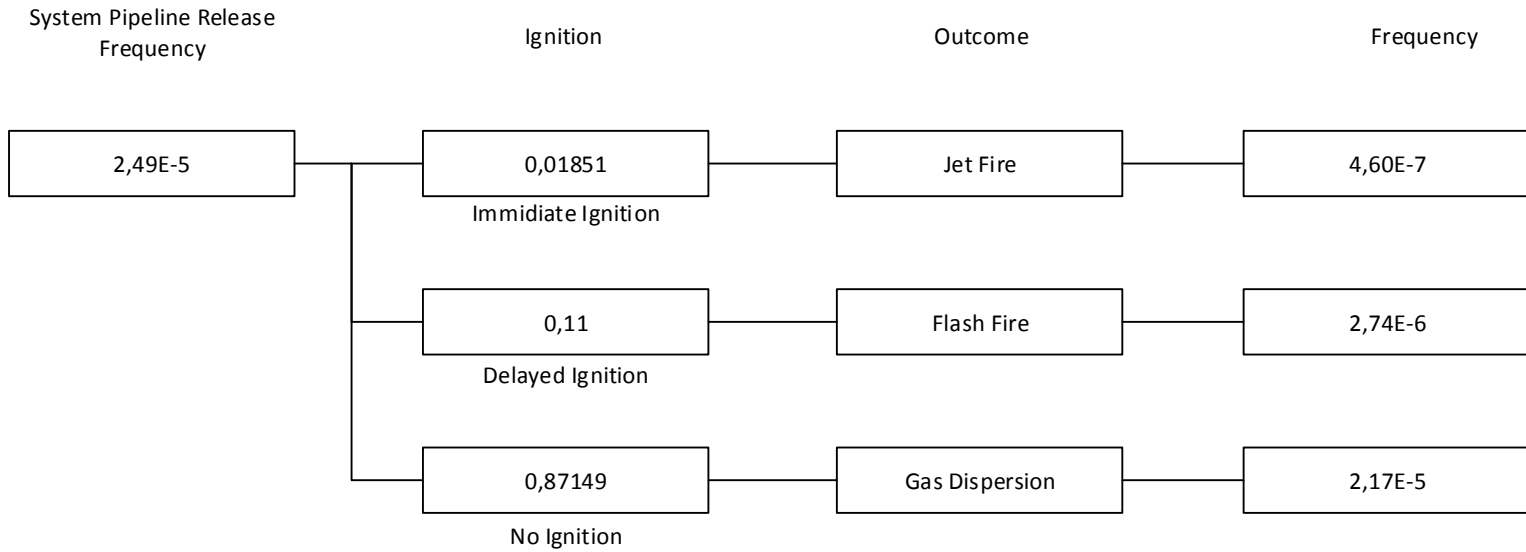 System Pipeline Release
Frequency
Ignition
Outcome
Frequency
2,49E-5
0,01851
Jet Fire
4,60E-7
Immidiate Ignition
0,11
Flash Fire
2,74E-6
Delayed Ignition
0,87149
Gas Dispersion
2,17E-5
No Ignition